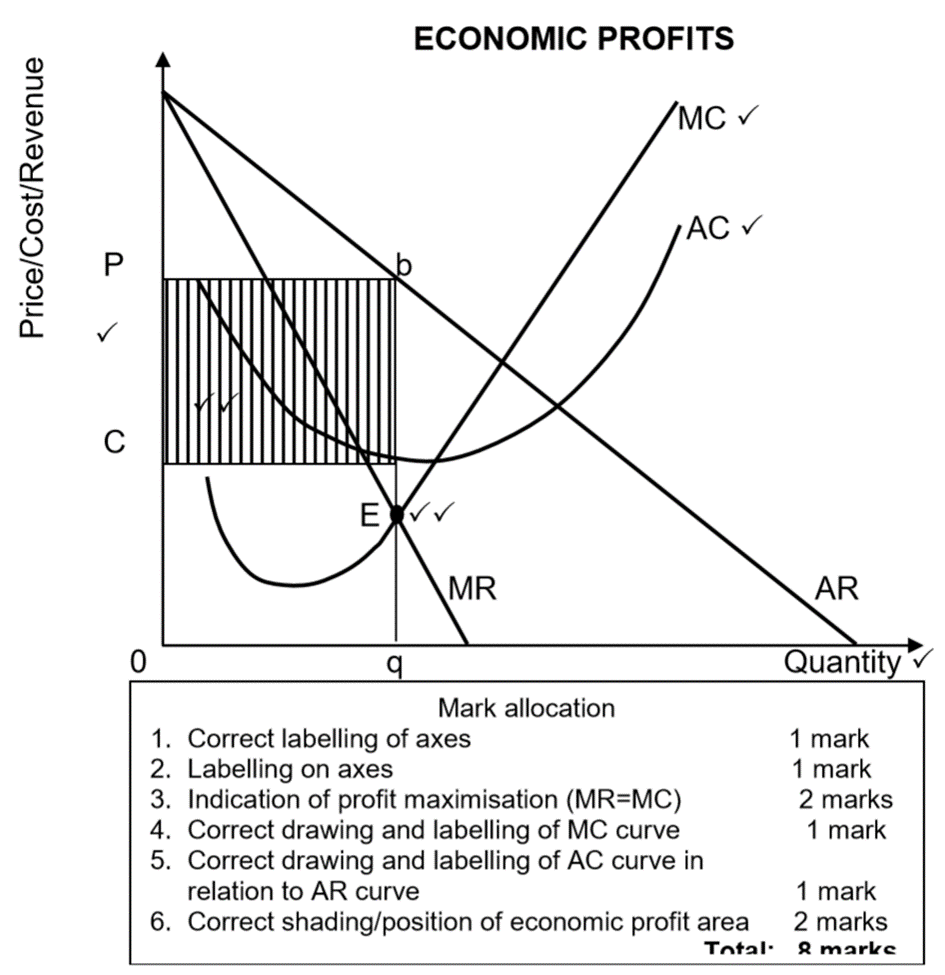 ECONOMIC PROFITS
Price/Cost/Revenue
MC ✓
AC ✓
P
b
✓
✓✓
C
E ✓✓
MR
AR
0
q
Quantity ✓
Mark allocation
1. Correct labelling of axes 1 mark
2. Labelling on axes 1 mark
3. Indication of profit maximisation (MR=MC) 2 marks
4. Correct drawing and labelling of MC curve 1 mark
5. Correct drawing and labelling of AC curve in
relation to AR curve 1 mark
6. Correct shading/position of economic profit area 2 marks
Total: 8 marks